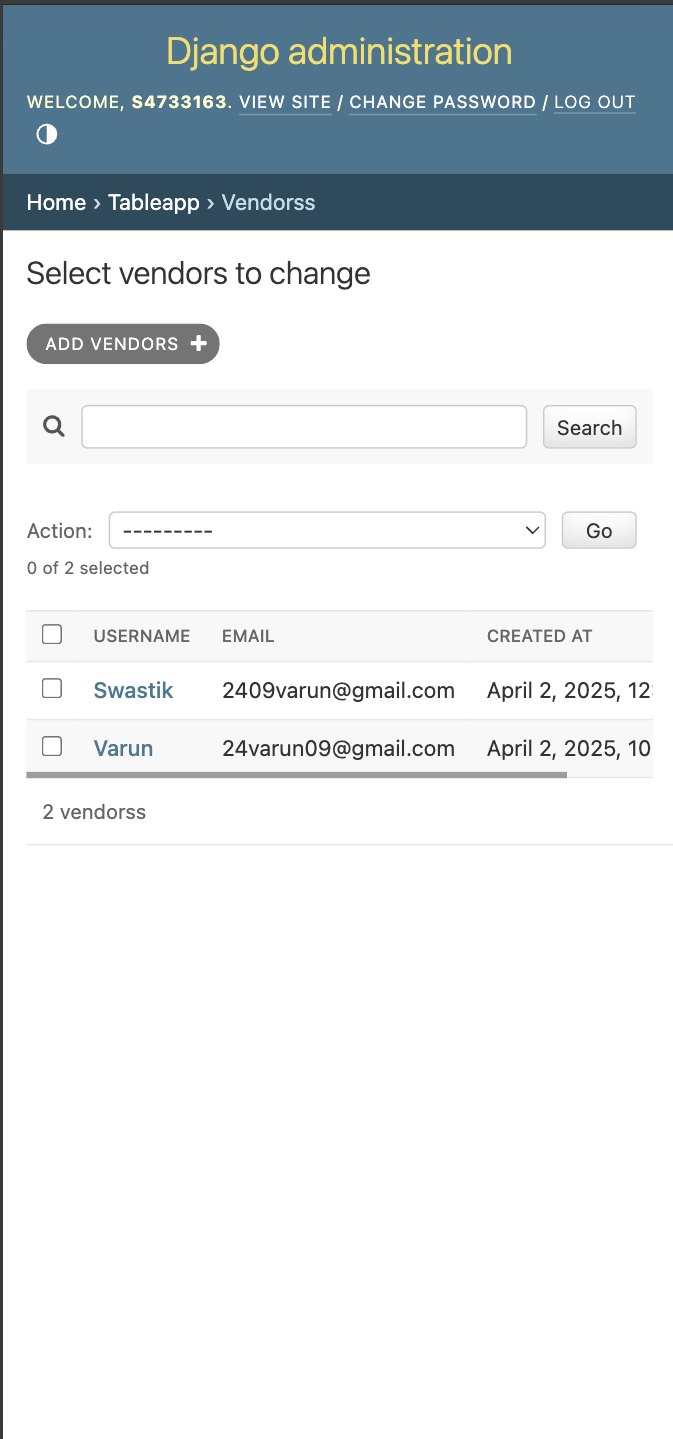 Django administration
WELCOME, S4733163. VIEW SITE / CHANGE PASSWORD / LOG OUT
Home › Tableapp › Vendorss
Select vendors to change
ADD VENDORS +
Search
Action: --------- Go
0 of 2 selected
USERNAME EMAIL CREATED AT
Swastik 2409varun@gmail.com April 2, 2025, 12
Varun 24varun09@gmail.com April 2, 2025, 10
2 vendorss